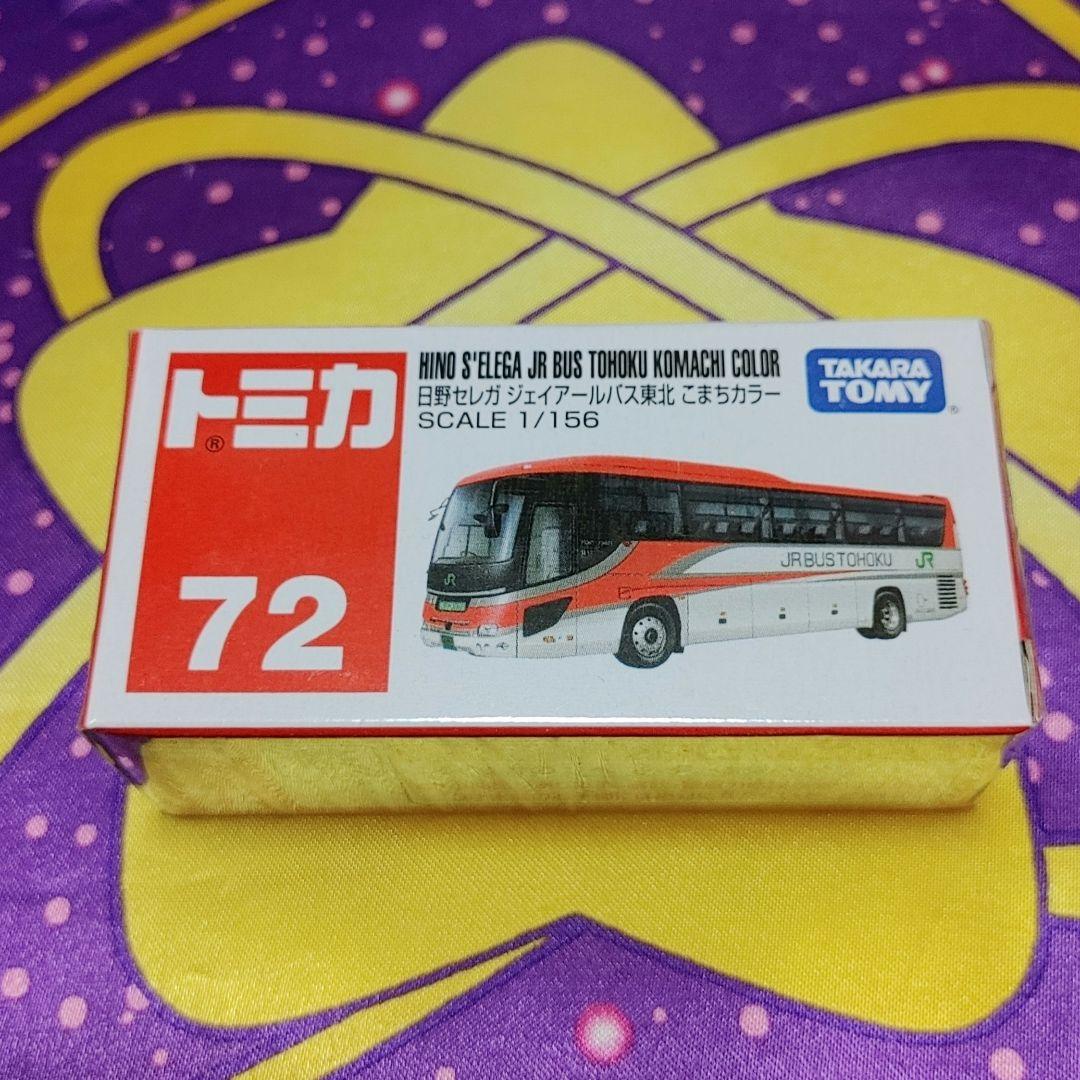 トミカ
®
72
HINO S'ELEGA JR BUS TOHOKU KOMACHI COLOR
日野セレガ ジェイアールバス東北 こまちカラー
SCALE 1/156
TAKARA
TOMY
®
JR
JR BUS TOHOKU JR